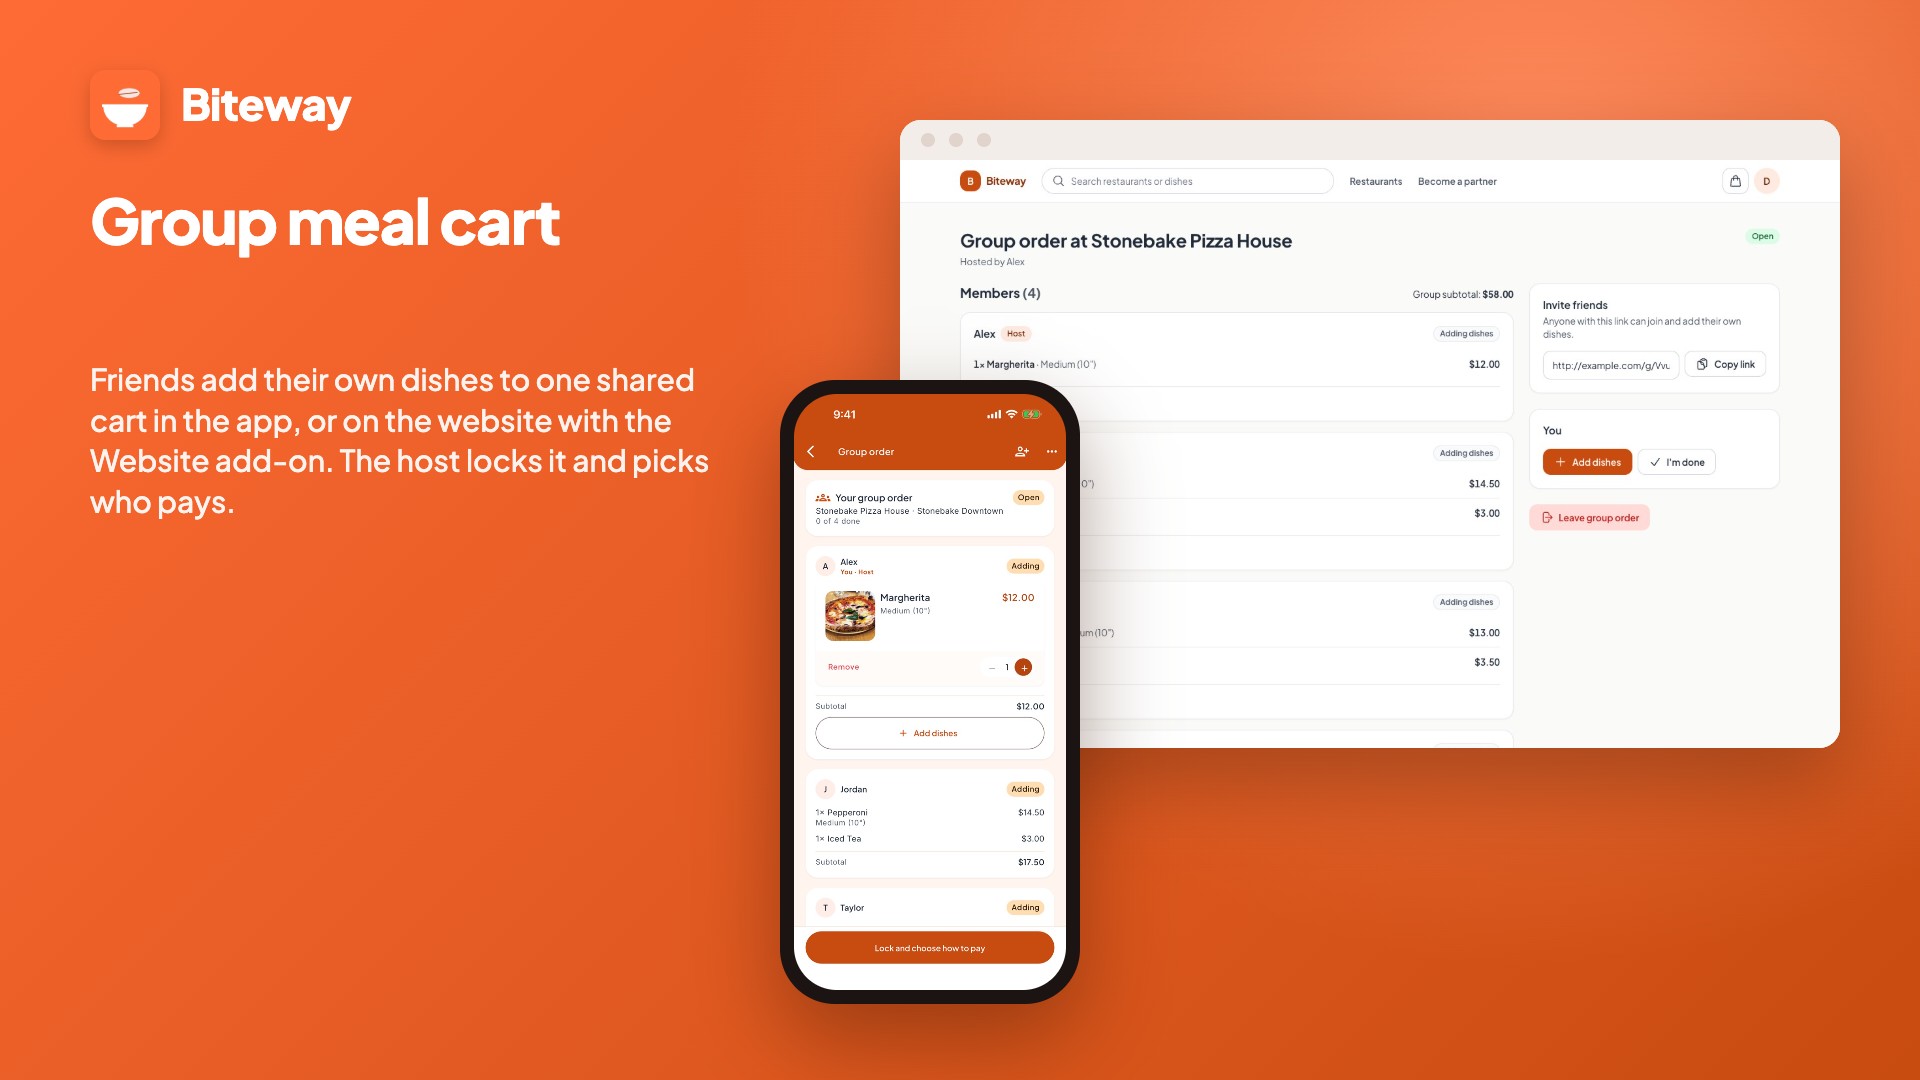 Biteway
Group meal cart
Friends add their own dishes to one shared
cart in the app, or on the website with the
Website add-on. The host locks it and picks
who pays.
B Biteway
Search restaurants or dishes
Restaurants
Become a partner
D
Group order at Stonebake Pizza House
Open
Hosted by Alex
Members (4)
Group subtotal: $58.00
Alex Host
Adding dishes
1x Margherita · Medium (10")
$12.00
Adding dishes
0")
$14.50
$3.00
Adding dishes
um (10")
$13.00
$3.50
Invite friends
Anyone with this link can join and add their own
dishes.
http://example.com/g/Vvu
Copy link
You
+ Add dishes
I'm done
Leave group order
9:41
Group order
Your group order
Open
Stonebake Pizza House · Stonebake Downtown
0 of 4 done
A
Alex
You · Host
Adding
Margherita
$12.00
Medium (10")
Remove
− 1 +
Subtotal
$12.00
+ Add dishes
J
Jordan
Adding
1× Pepperoni
$14.50
Medium (10")
1× Iced Tea
$3.00
Subtotal
$17.50
T
Taylor
Adding
Lock and choose how to pay